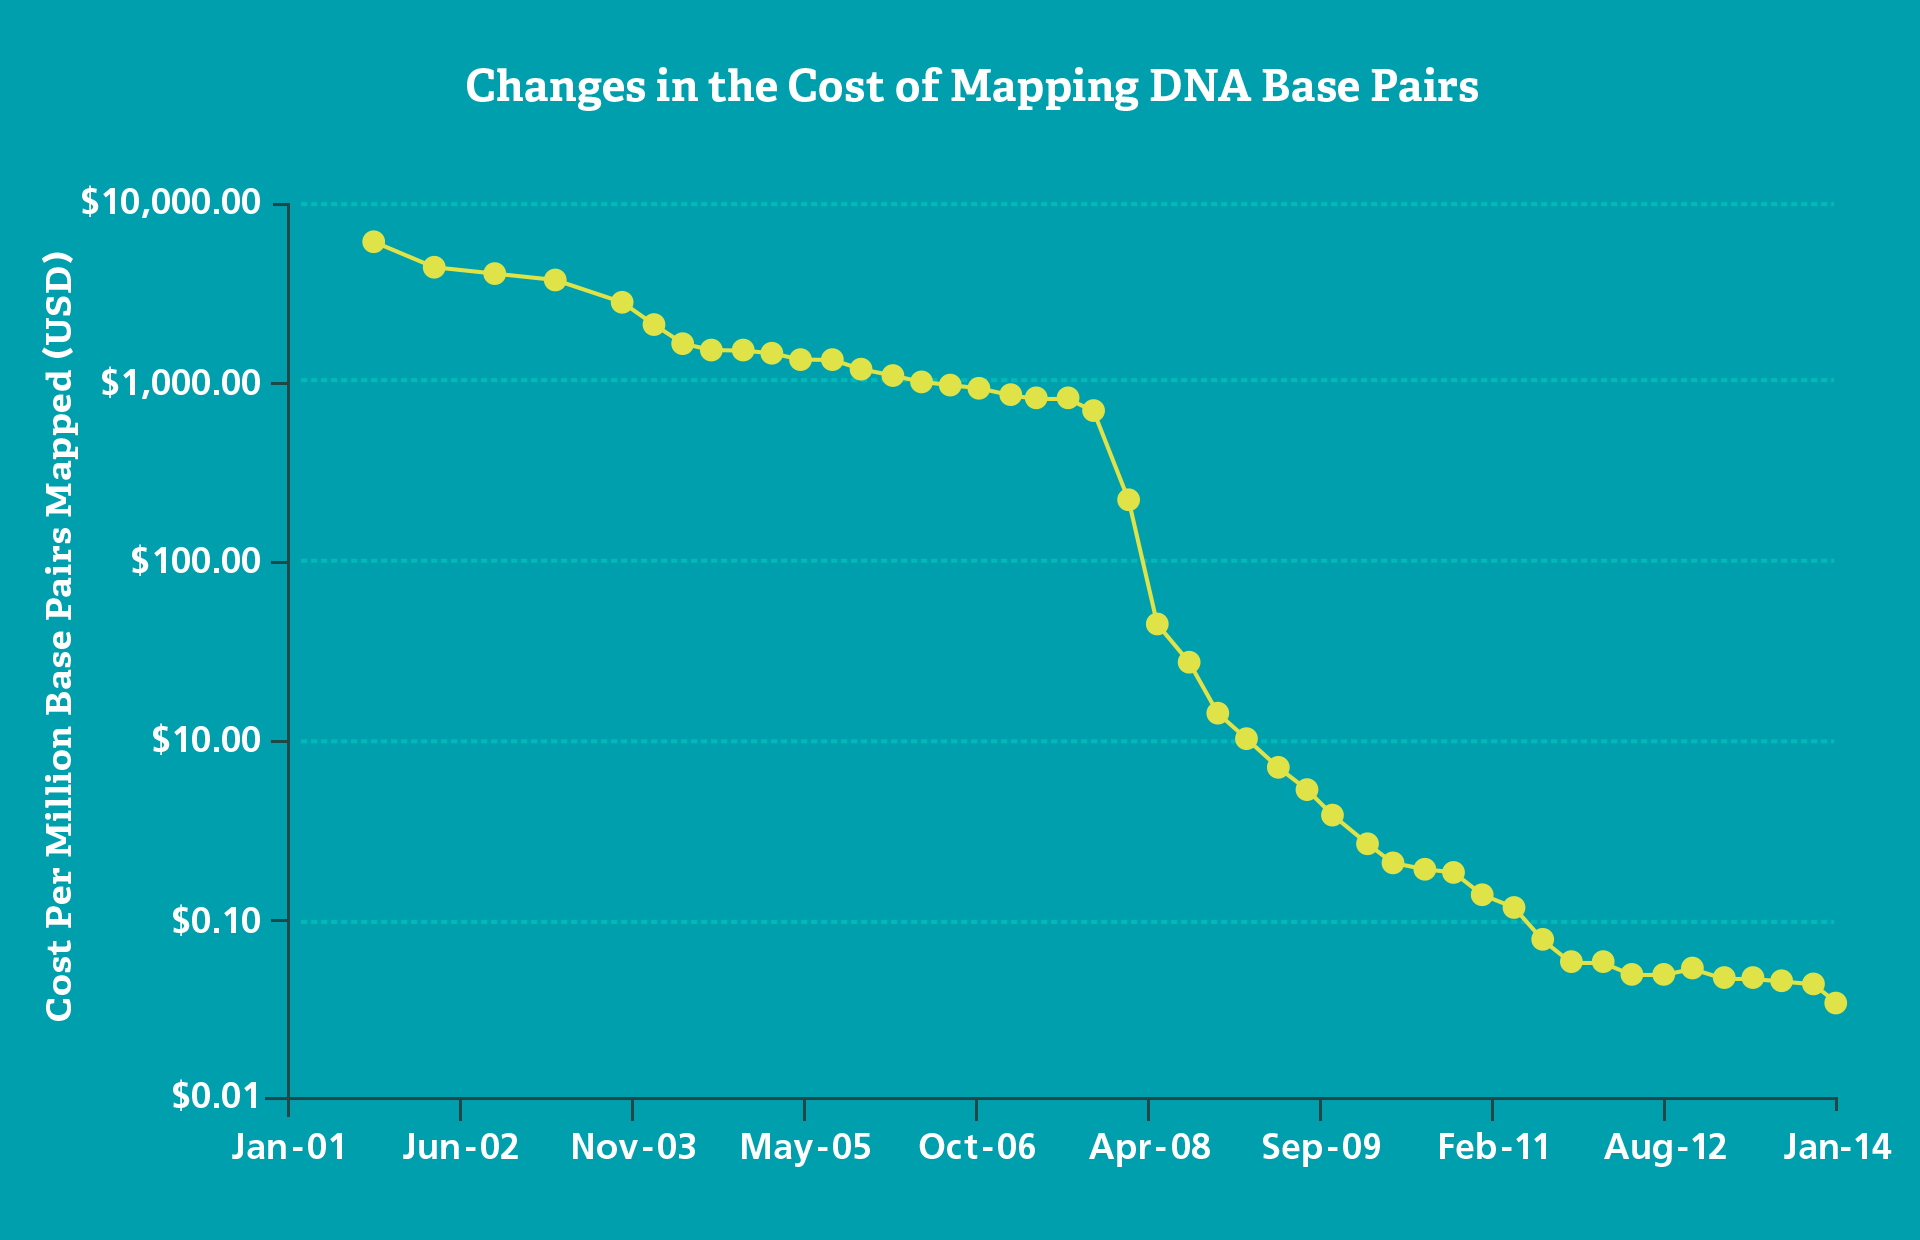 Changes in the Cost of Mapping DNA Base Pairs
Cost Per Million Base Pairs Mapped (USD)
$10,000.00
$1,000.00
$100.00
$10.00
$0.10
$0.01
Jan-01 Jun-02 Nov-03 May-05 Oct-06 Apr-08 Sep-09 Feb-11 Aug-12 Jan-14